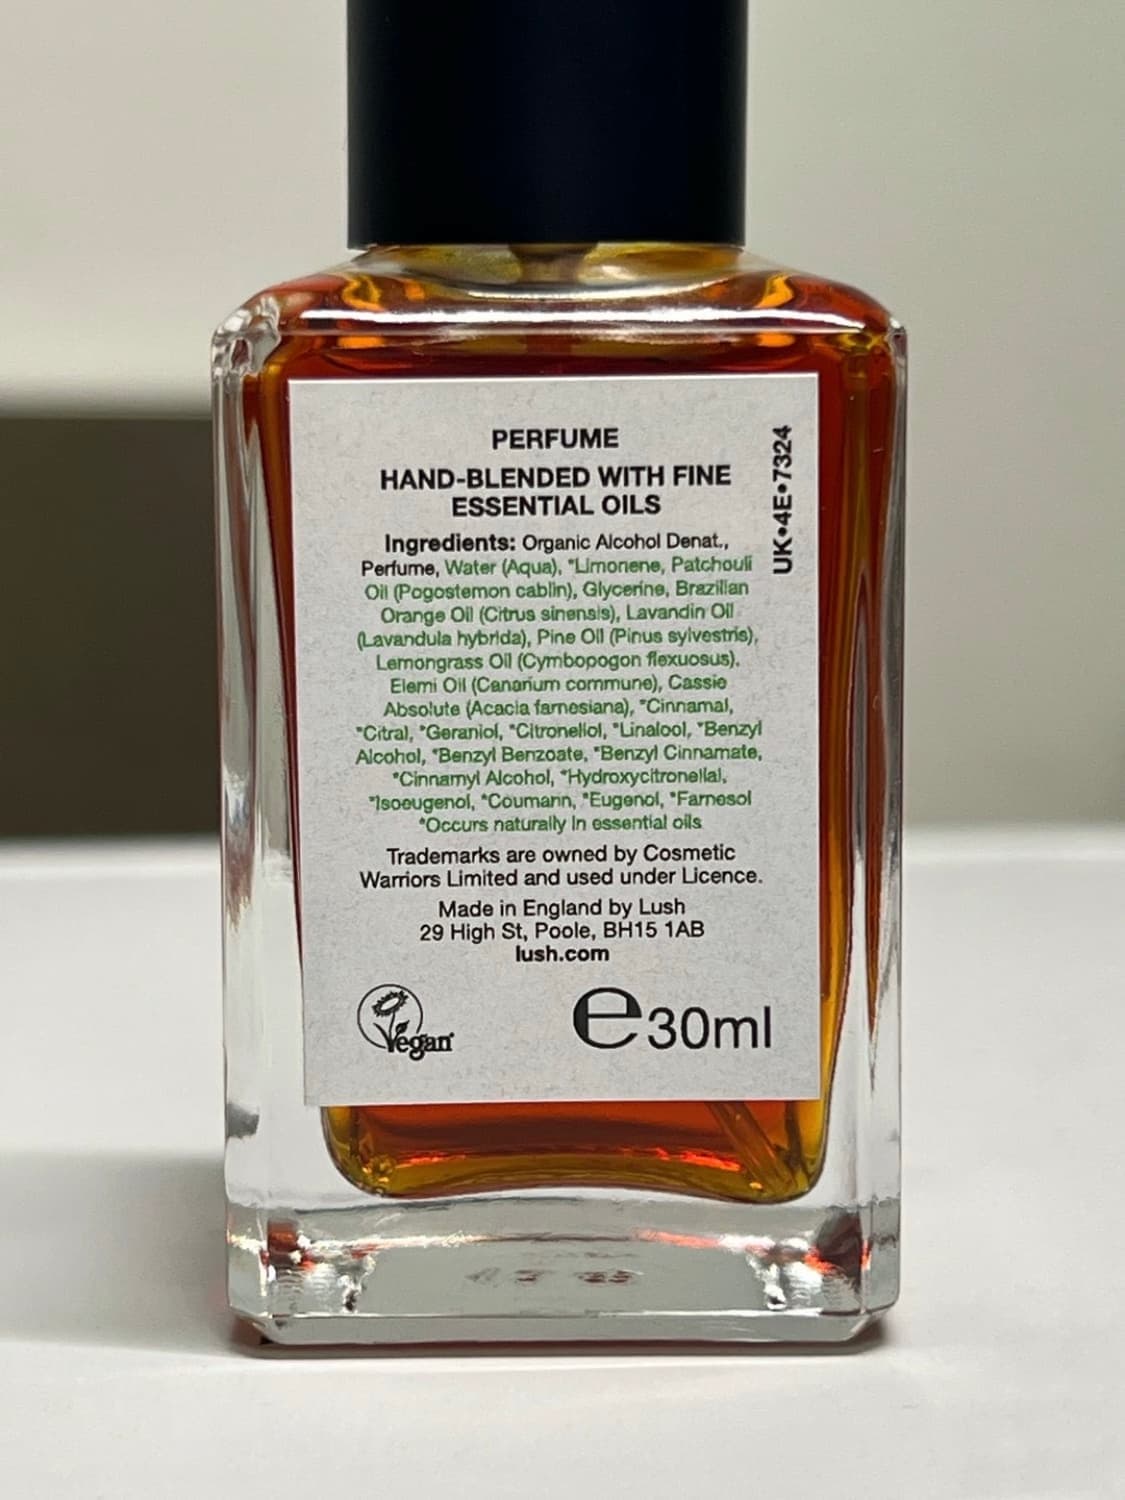 PERFUME
HAND-BLENDED WITH FINE
ESSENTIAL OILS
Ingredients: Organic Alcohol Denat.,
Perfume, Water (Aqua), *Limonene, Patchouli
Oil (Pogostemon cablin), Glycerine, Brazilian
Orange Oil (Citrus sinensis), Lavandin Oil
(Lavandula hybrida), Pine Oil (Pinus sylvestris),
Lemongrass Oil (Cymbopogon flexuosus),
Elemi Oil (Canarium commune), Cassie
Absolute (Acacia farnesiana), *Cinnamal,
*Citral, *Geraniol, *Citronellol, *Linalool, *Benzyl
Alcohol, *Benzyl Benzoate, *Benzyl Cinnamate,
*Cinnamyl Alcohol, *Hydroxycitronellal,
*Isoeugenol, *Coumarin, *Eugenol, *Farnesol
*Occurs naturally in essential oils
Trademarks are owned by Cosmetic
Warriors Limited and used under Licence.
Made in England by Lush
29 High St, Poole, BH15 1AB
lush.com
Vegan
e30ml
UK•4E•7324